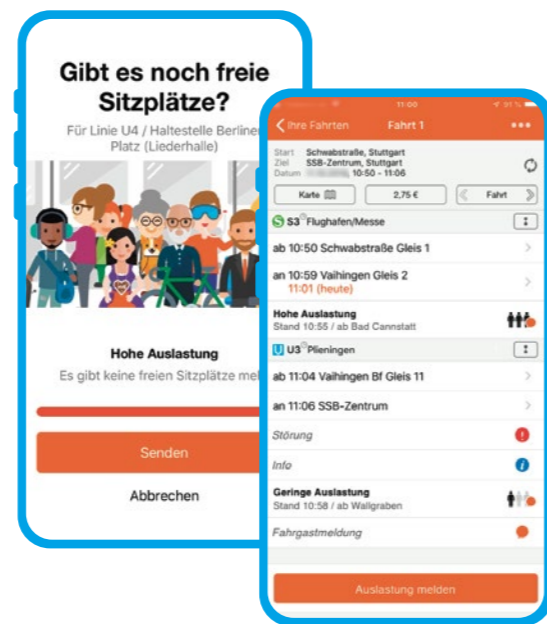 Gibt es noch freie
Sitzplätze?
Für Linie U4 / Haltestelle Berliner
Platz (Liederhalle)
Hohe Auslastung
Es gibt keine freien Sitzplätze
Senden
Abbrechen
11:00
91 %
Ihre Fahrten
Fahrt 1
Start Schwabstraße, Stuttgart
Ziel SSB-Zentrum, Stuttgart
Datum 10:50 - 11:06
Karte
2,75 €
Fahrt
S S3 Flughafen/Messe
ab 10:50 Schwabstraße Gleis 1
an 10:59 Vaihingen Gleis 2
11:01 (heute)
Hohe Auslastung
Stand 10:55 / ab Bad Cannstatt
U U3 Plieningen
ab 11:04 Vaihingen Bf Gleis 11
an 11:06 SSB-Zentrum
Störung
Info
Geringe Auslastung
Stand 10:58 / ab Wallgraben
Fahrgastmeldung
Auslastung melden